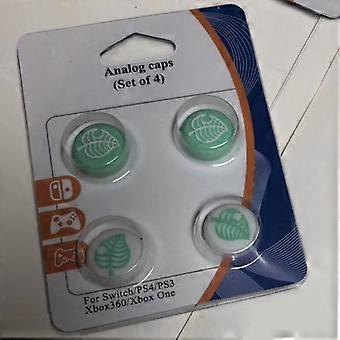 Analog caps
(Set of 4)
For Switch/PS4/PS3
Xbox360/Xbox One